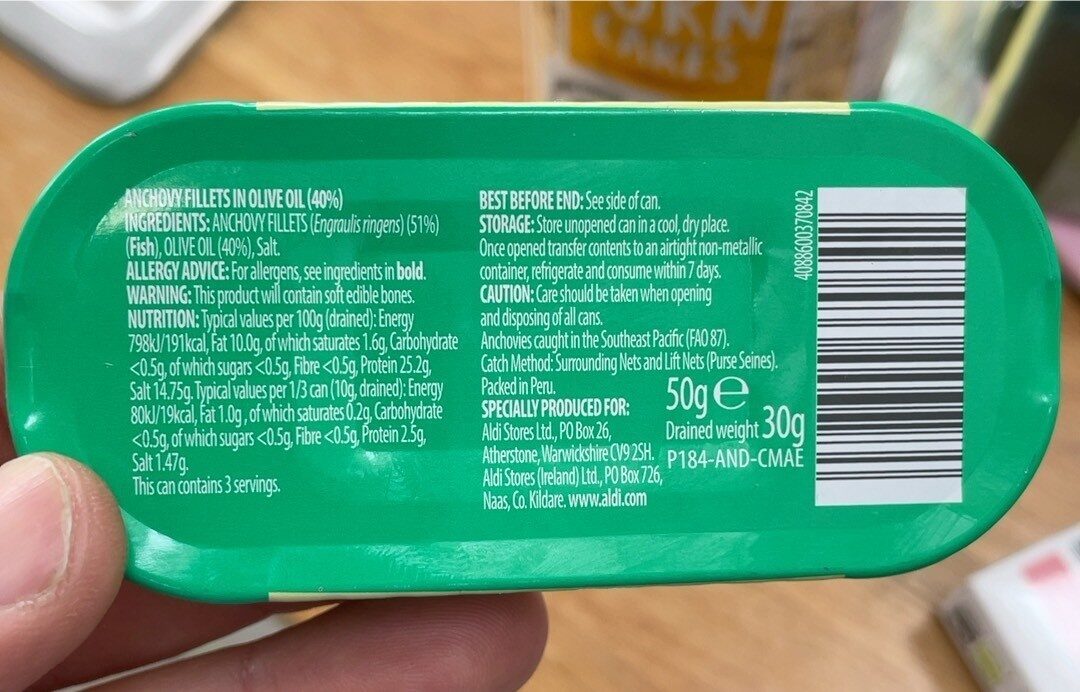 ORN
CAKES
ANCHOVY FILLETS IN OLIVE OIL (40%)
INGREDIENTS: ANCHOVY FILLETS (Engraulis ringens) (51%)
(Fish), OLIVE OIL (40%), Salt.
ALLERGY ADVICE: For allergens, see ingredients in bold.
WARNING: This product will contain soft edible bones.
NUTRITION: Typical values per 100g (drained): Energy
798kJ/191kcal, Fat 10.0g, of which saturates 1.6g, Carbohydrate
<0.5g, of which sugars <0.5g, Fibre <0.5g, Protein 25.2g,
Salt 14.75g. Typical values per 1/3 can (10g, drained): Energy
80kJ/19kcal, Fat 1.0g, of which saturates 0.2g, Carbohydrate
<0.5g, of which sugars <0.5g, Fibre <0.5g, Protein 2.5g,
Salt 1.47g.
This can contains 3 servings.
BEST BEFORE END: See side of can.
STORAGE: Store unopened can in a cool, dry place.
Once opened transfer contents to an airtight non-metallic
container, refrigerate and consume within 7 days.
CAUTION: Care should be taken when opening
and disposing of all cans.
Anchovies caught in the Southeast Pacific (FAO 87).
Catch Method: Surrounding Nets and Lift Nets (Purse Seines).
Packed in Peru.
SPECIALLY PRODUCED FOR:
Aldi Stores Ltd., PO Box 26,
Atherstone, Warwickshire CV9 2SH.
Aldi Stores (Ireland) Ltd., PO Box 726,
Naas, Co. Kildare. www.aldi.com
50g e
Drained weight 30g
P184-AND-CMAE
4088600370842